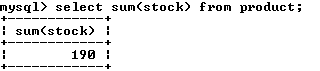 mysql> select sum(stock) from product;
+------------+
| sum(stock) |
+------------+
|        190 |
+------------+